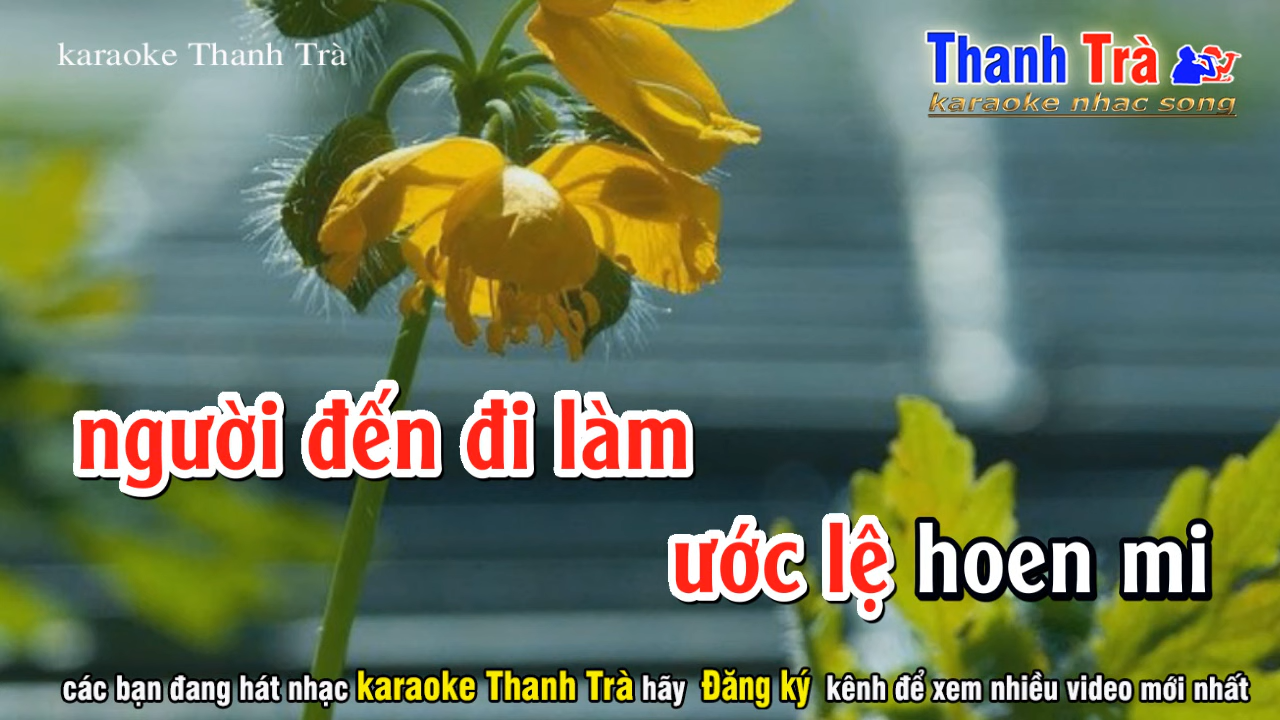 karaoke Thanh Trà
Thanh Trà
karaoke nhac song
người đến đi làm
ước lệ hoen mi
các bạn đang hát nhạc karaoke Thanh Trà hãy Đăng ký kênh để xem nhiều video mới nhất